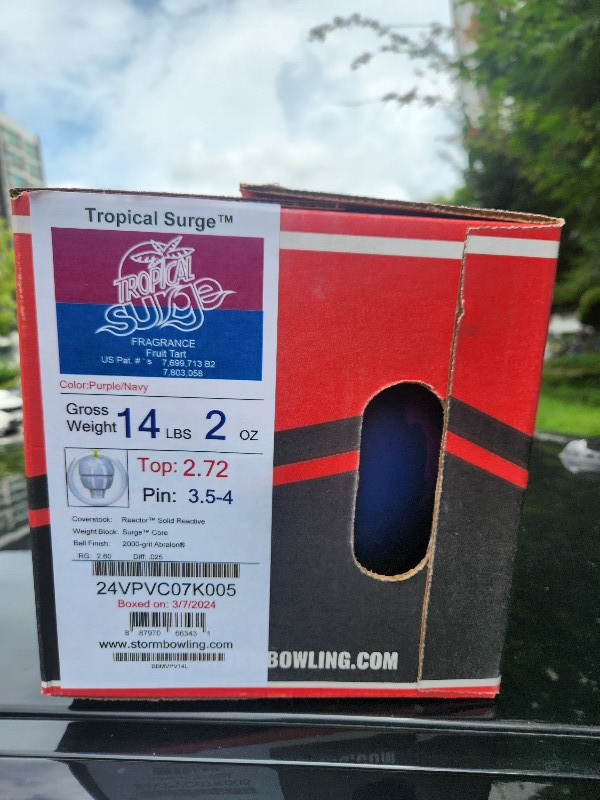 Tropical Surge™
TROPICAL
Surge
FRAGRANCE
Fruit Tart
US Pat. #`s 7,699,713 B2
7,803,058
Color:Purple/Navy
Gross Weight 14 LBS 2 OZ
Top: 2.72
Pin: 3.5-4
Coverstock: Reactor™ Solid Reactive
Weight Block: Surge™ Core
Ball Finish: 2000-grit Abralon®
RG: 2.60 Diff: .025
24VPVC07K005
Boxed on: 3/7/2024
8 87970 66343 1
www.stormbowling.com
BBMVPV14L
BOWLING.COM